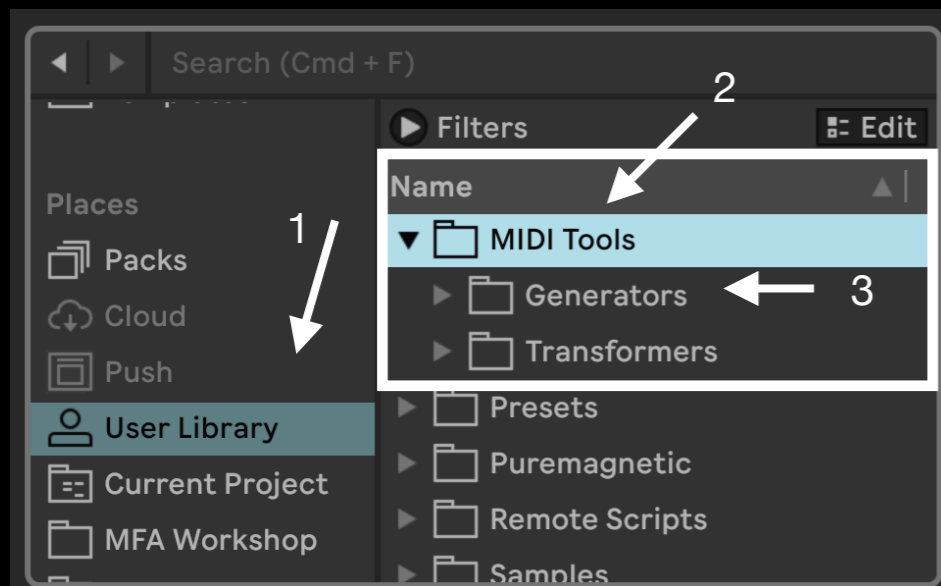 Search (Cmd + F)
2
Filters
Edit
Name
Places
1
MIDI Tools
Packs
Generators
3
Cloud
Transformers
Push
Presets
User Library
Puremagnetic
Current Project
Remote Scripts
MFA Workshop
Samples